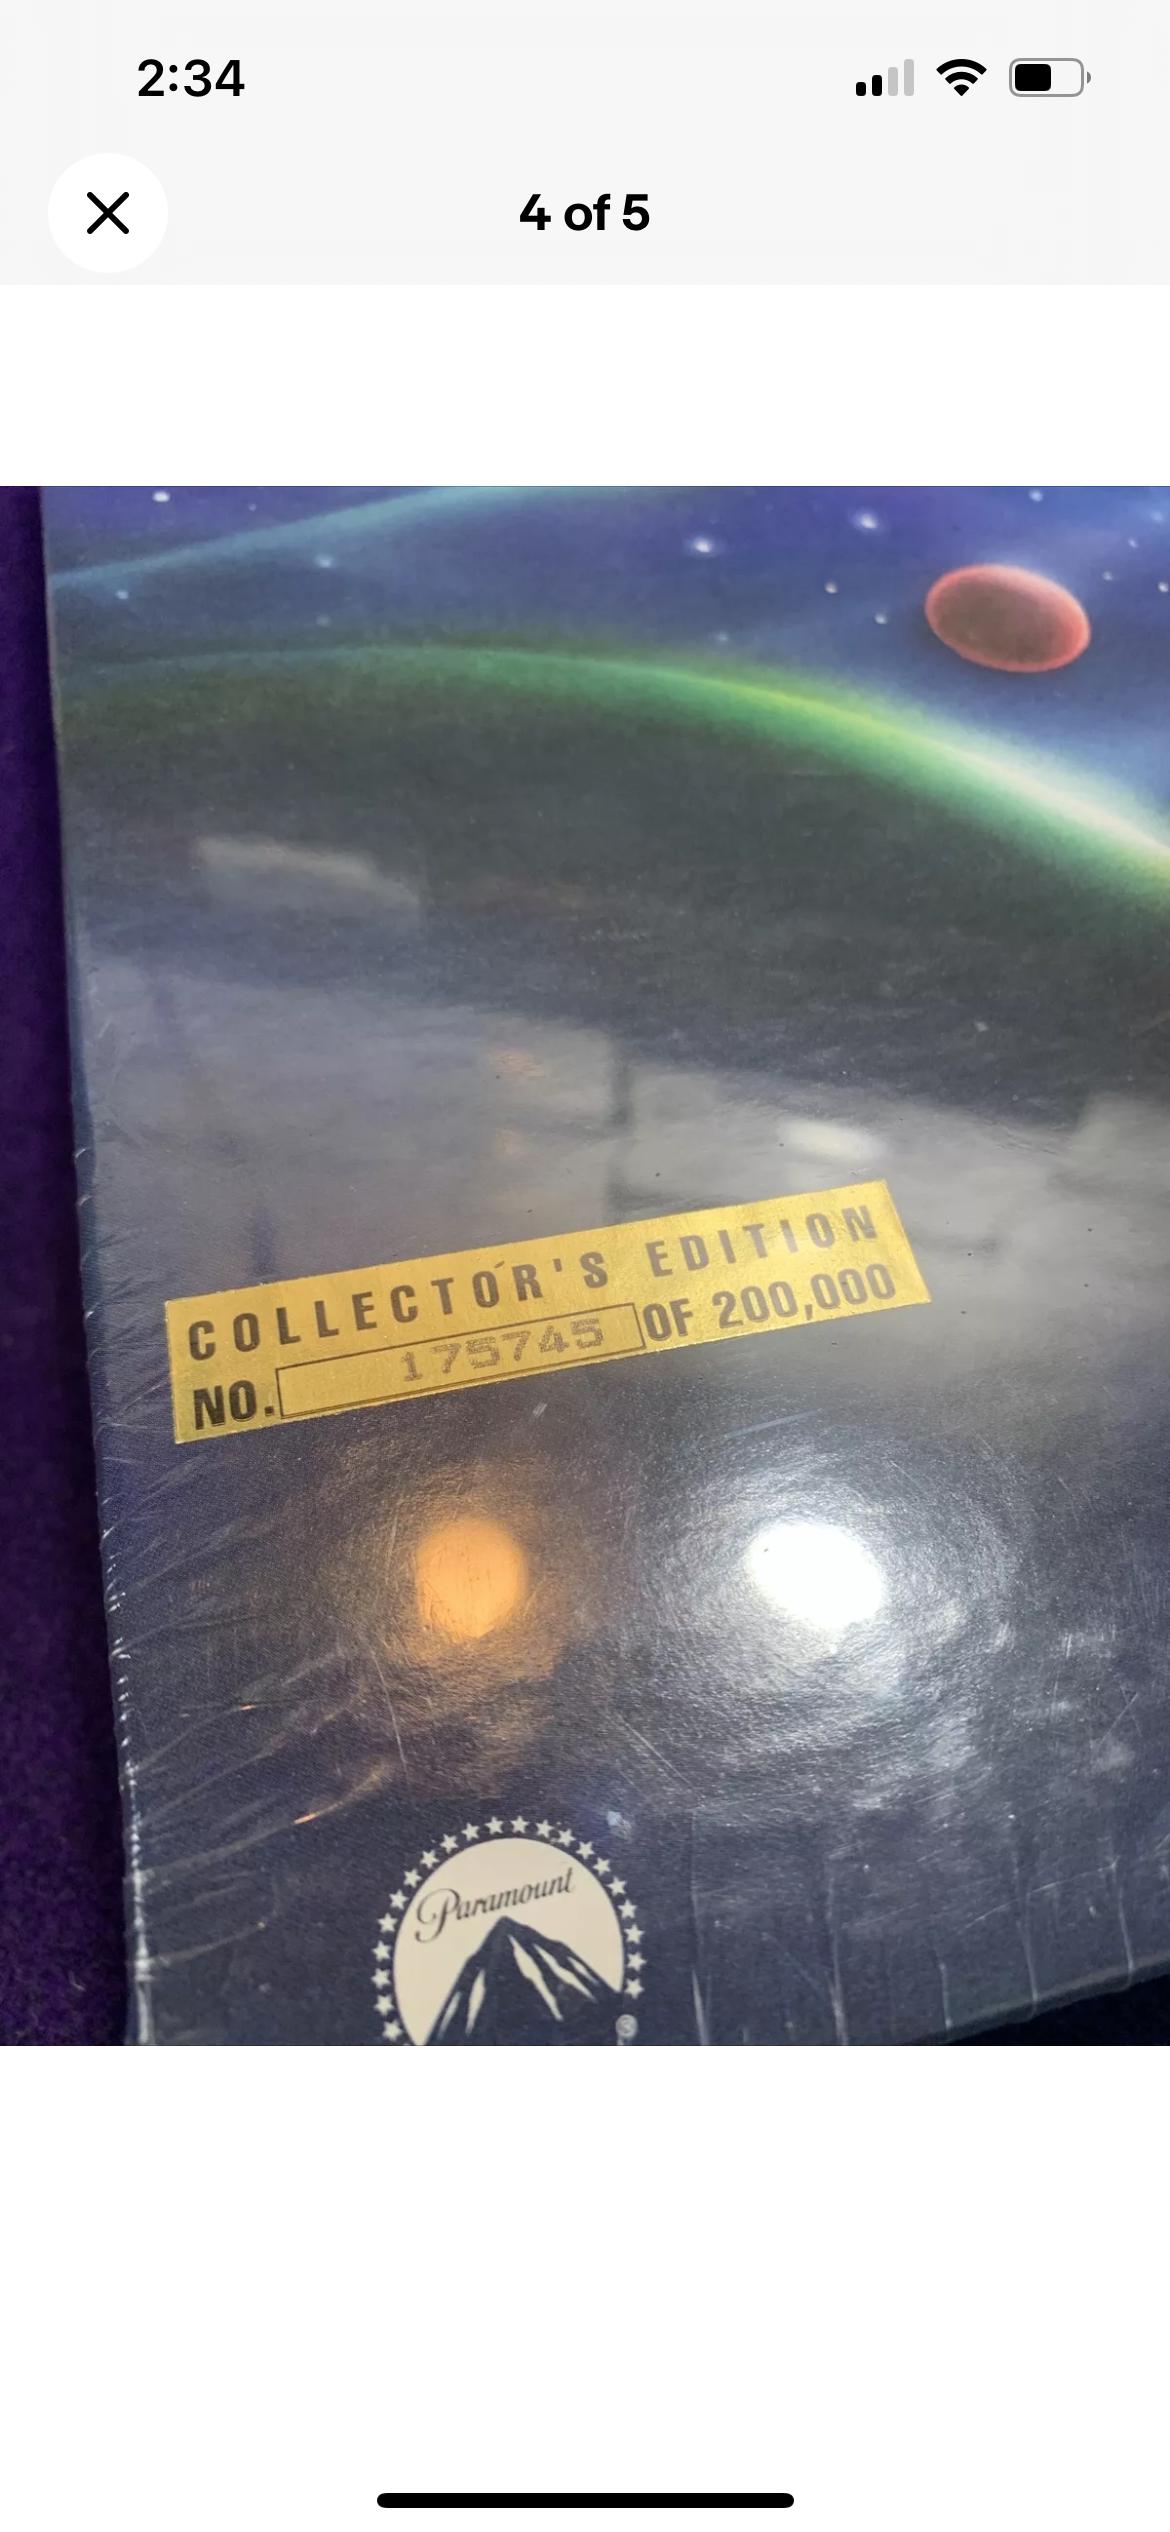 2:34
4 of 5
COLLECTOR'S EDITION
NO. 175745 OF 200,000
Paramount
®